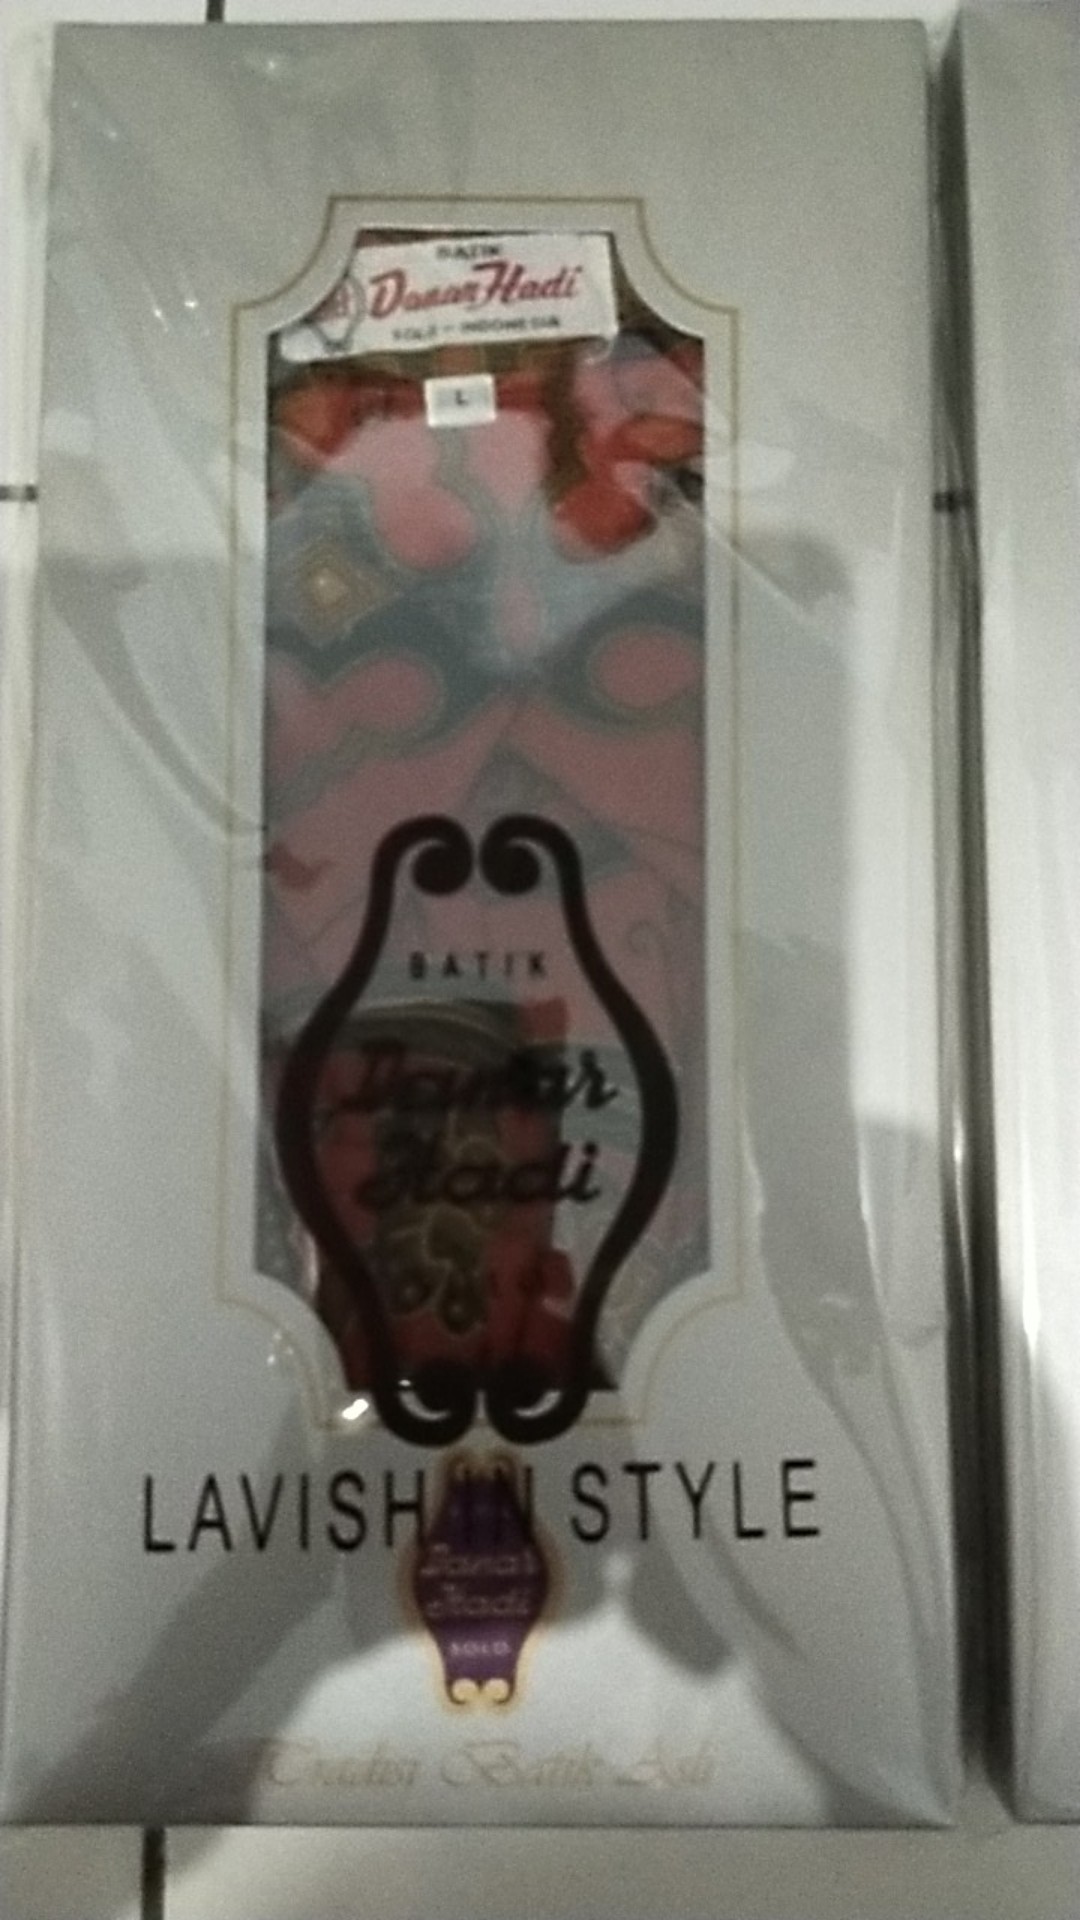 BATIK
Danar Hadi
SOLO - INDONESIA
L
BATIK
Danar
Hadi
LAVISH IN STYLE
Danar
Hadi
SOLO
Tradisi Batik Asli